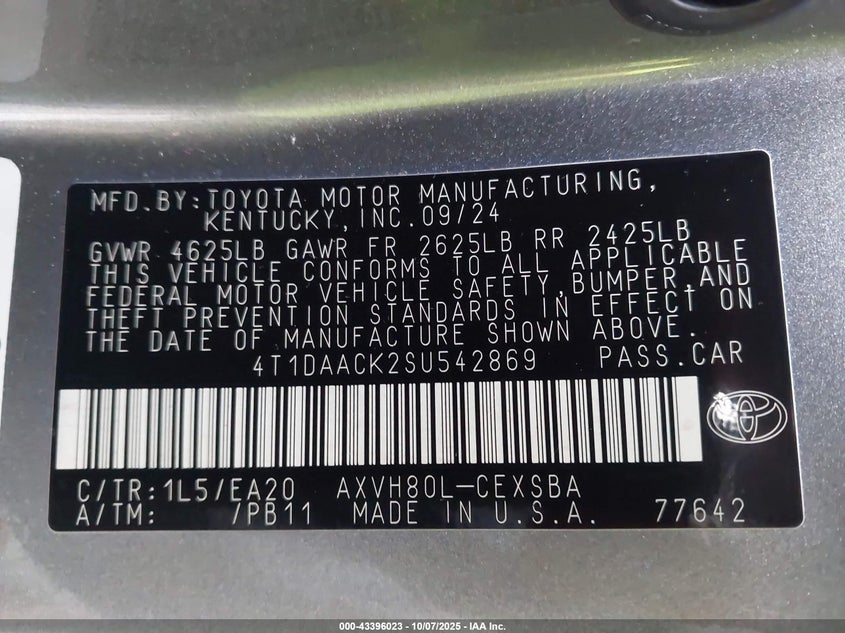 MFD.BY:TOYOTA MOTOR MANUFACTURING,
KENTUCKY,INC.09/24
GVWR 4625LB GAWR FR 2625LB RR 2425LB
THIS VEHICLE CONFORMS TO ALL APPLICABLE
FEDERAL MOTOR VEHICLE SAFETY,BUMPER,AND
THEFT PREVENTION STANDARDS IN EFFECT ON
THE DATE OF MANUFACTURE SHOWN ABOVE.
4T1DAACK2SU542869 PASS.CAR
C/TR:1L5/EA20 AXVH80L-CEXSBA
A/TM: /PB11 MADE IN U.S.A. 77642
000-43396023 - 10/07/2025 - IAA Inc.